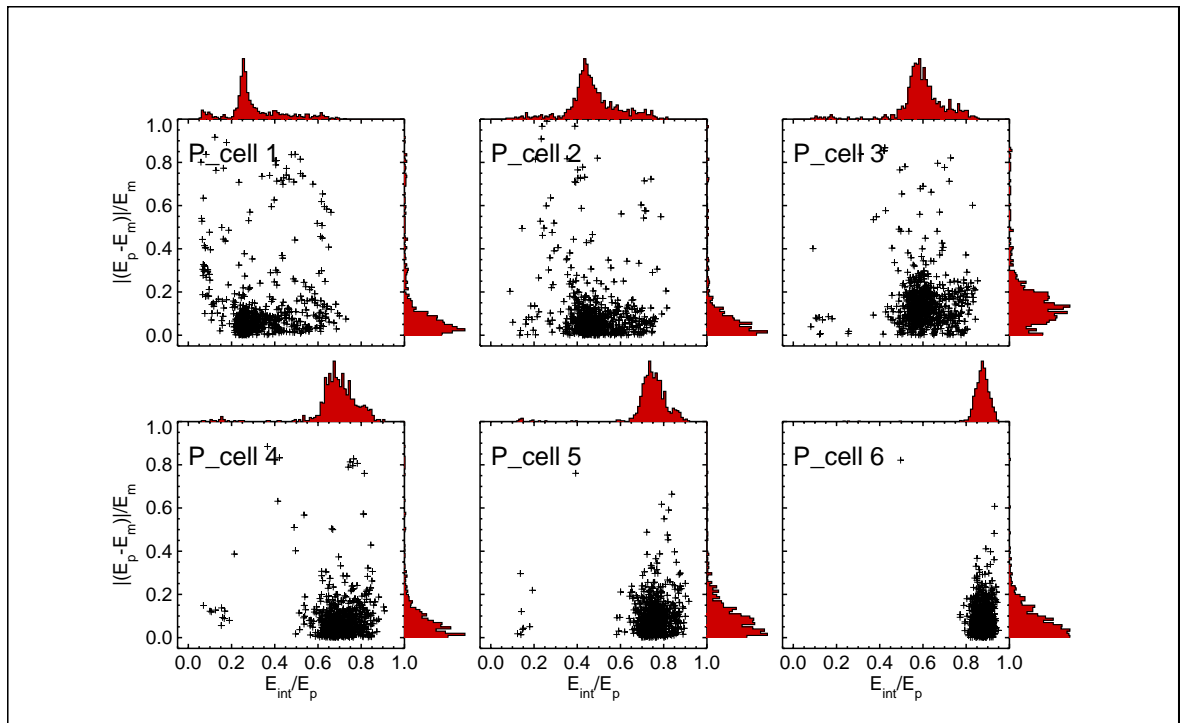 P_cell 1
P_cell 2
P_cell 3
1.0
0.8
0.6
0.4
0.2
0.0
|(E_p-E_m)|/E_m
P_cell 4
P_cell 5
P_cell 6
1.0
0.8
0.6
0.4
0.2
0.0
|(E_p-E_m)|/E_m
0.0 0.2 0.4 0.6 0.8 1.0
0.0 0.2 0.4 0.6 0.8 1.0
0.0 0.2 0.4 0.6 0.8 1.0
E_int/E_p
E_int/E_p
E_int/E_p